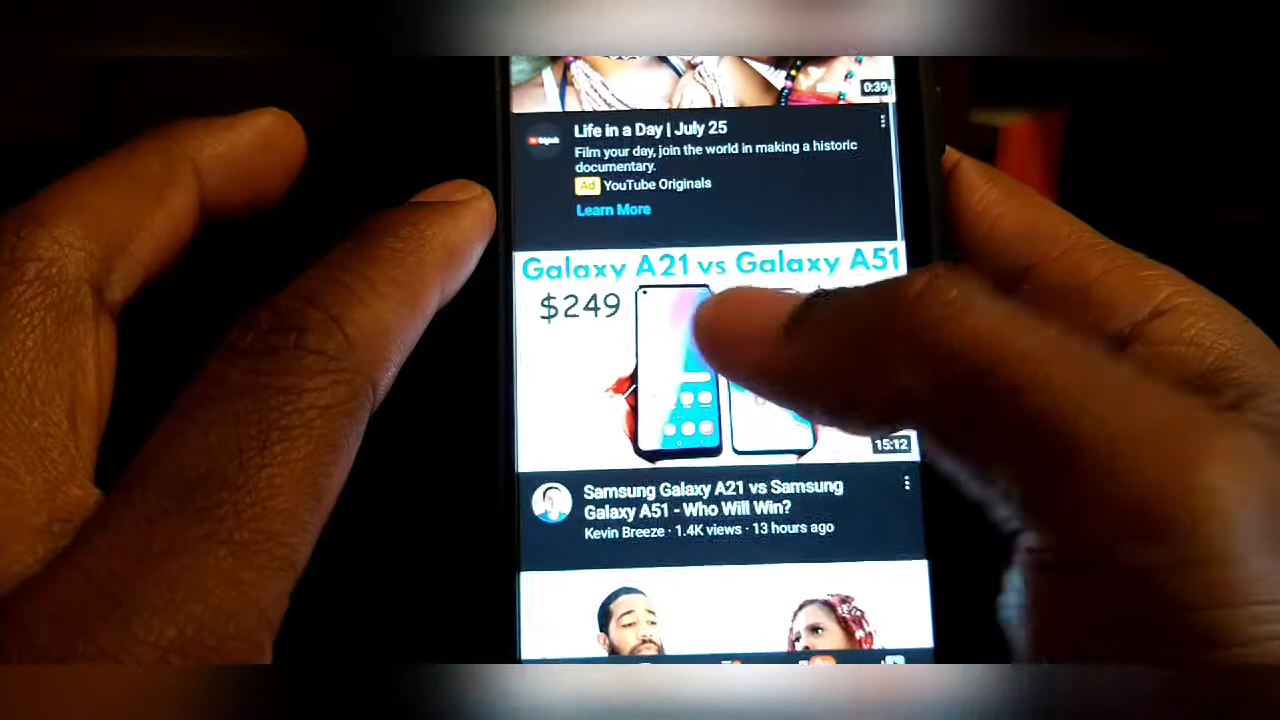 0:39
Life in a Day | July 25
Film your day, join the world in making a historic
documentary.
Ad YouTube Originals
Learn More
Galaxy A21 vs Galaxy A51
$249
15:12
Samsung Galaxy A21 vs Samsung
Galaxy A51 - Who Will Win?
Kevin Breeze · 1.4K views · 13 hours ago